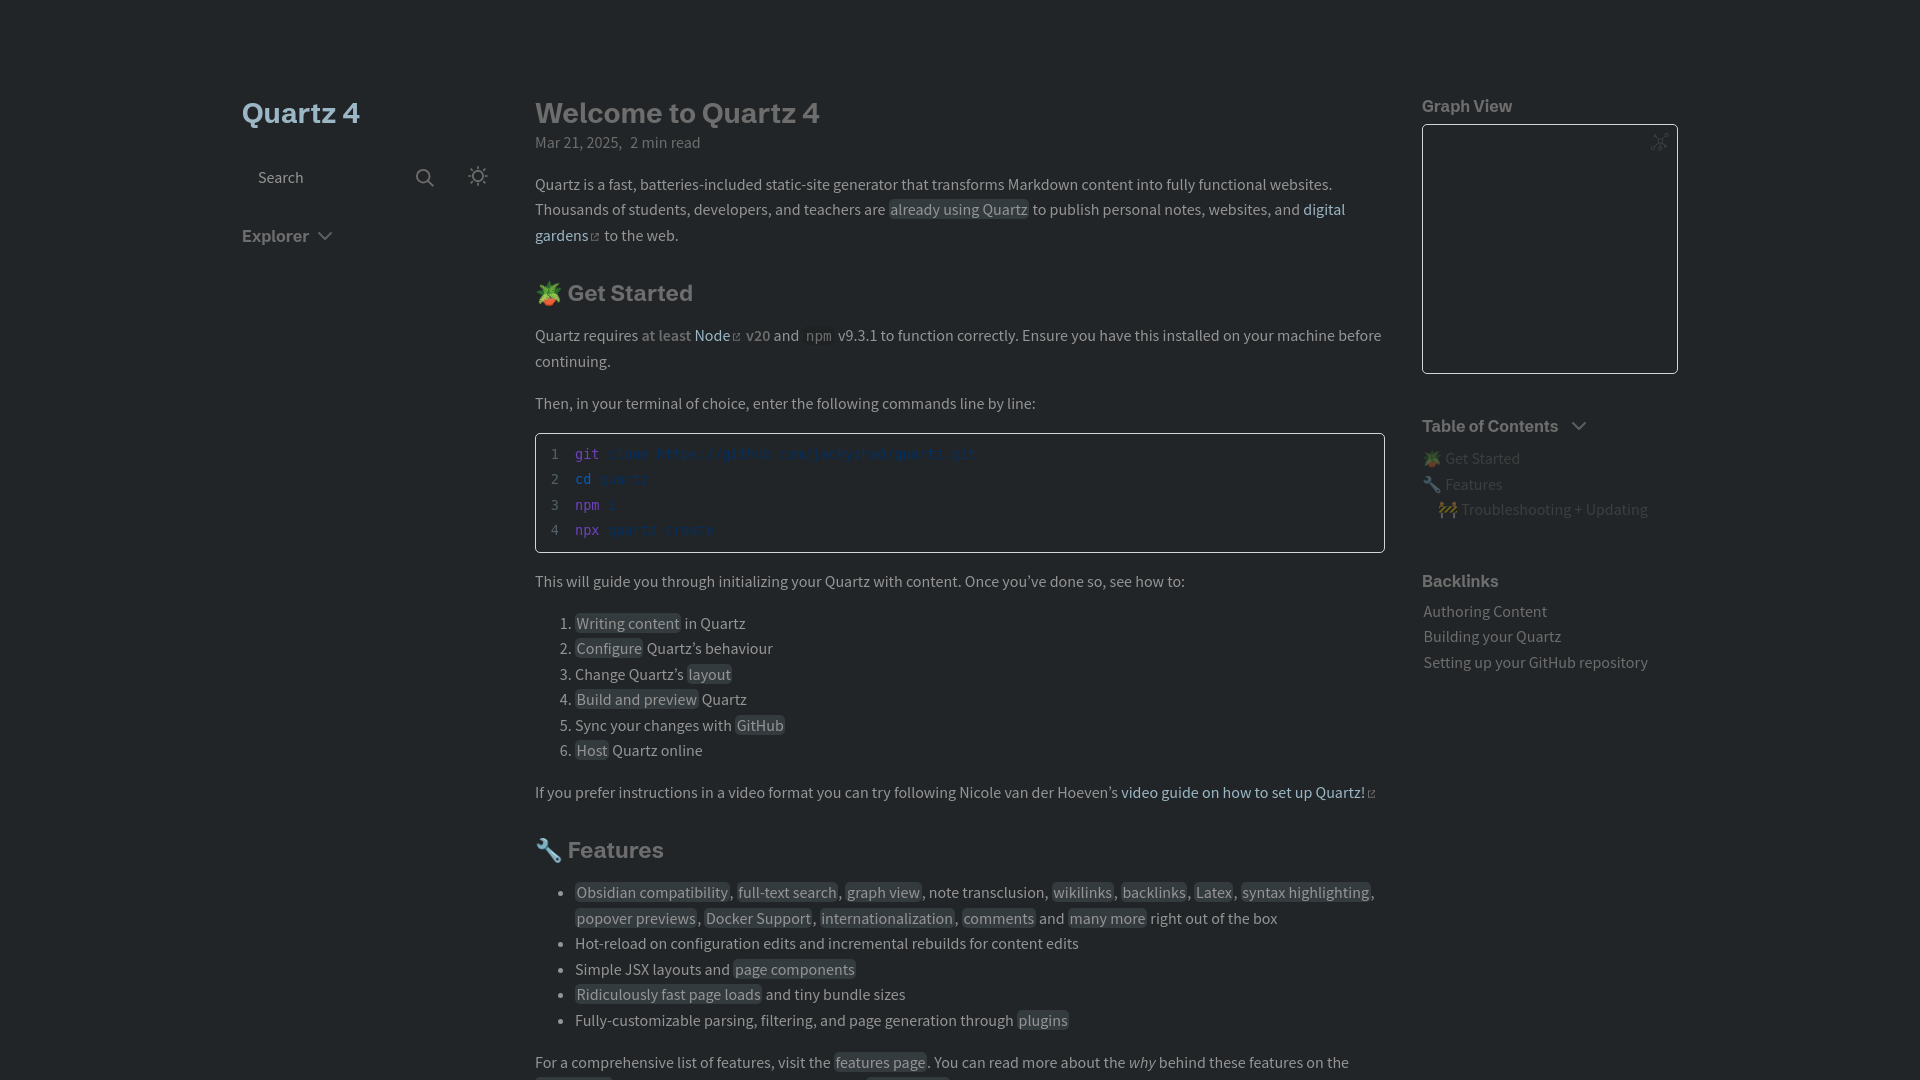 Quartz 4
Search
Explorer
Welcome to Quartz 4
Mar 21, 2025, 2 min read
Quartz is a fast, batteries-included static-site generator that transforms Markdown content into fully functional websites.
Thousands of students, developers, and teachers are already using Quartz to publish personal notes, websites, and digital
gardens to the web.
🪴 Get Started
Quartz requires at least Node v20 and npm v9.3.1 to function correctly. Ensure you have this installed on your machine before
continuing.
Then, in your terminal of choice, enter the following commands line by line:
1 git clone https://github.com/jackyzha0/quartz.git
2 cd quartz
3 npm i
4 npx quartz create
This will guide you through initializing your Quartz with content. Once you’ve done so, see how to:
1. Writing content in Quartz
2. Configure Quartz’s behaviour
3. Change Quartz’s layout
4. Build and preview Quartz
5. Sync your changes with GitHub
6. Host Quartz online
If you prefer instructions in a video format you can try following Nicole van der Hoeven’s video guide on how to set up Quartz!
🔧 Features
• Obsidian compatibility, full-text search, graph view, note transclusion, wikilinks, backlinks, Latex, syntax highlighting,
popover previews, Docker Support, internationalization, comments and many more right out of the box
• Hot-reload on configuration edits and incremental rebuilds for content edits
• Simple JSX layouts and page components
• Ridiculously fast page loads and tiny bundle sizes
• Fully-customizable parsing, filtering, and page generation through plugins
For a comprehensive list of features, visit the features page. You can read more about the why behind these features on the
Graph View
Table of Contents
🪴 Get Started
🔧 Features
🚧 Troubleshooting + Updating
Backlinks
Authoring Content
Building your Quartz
Setting up your GitHub repository